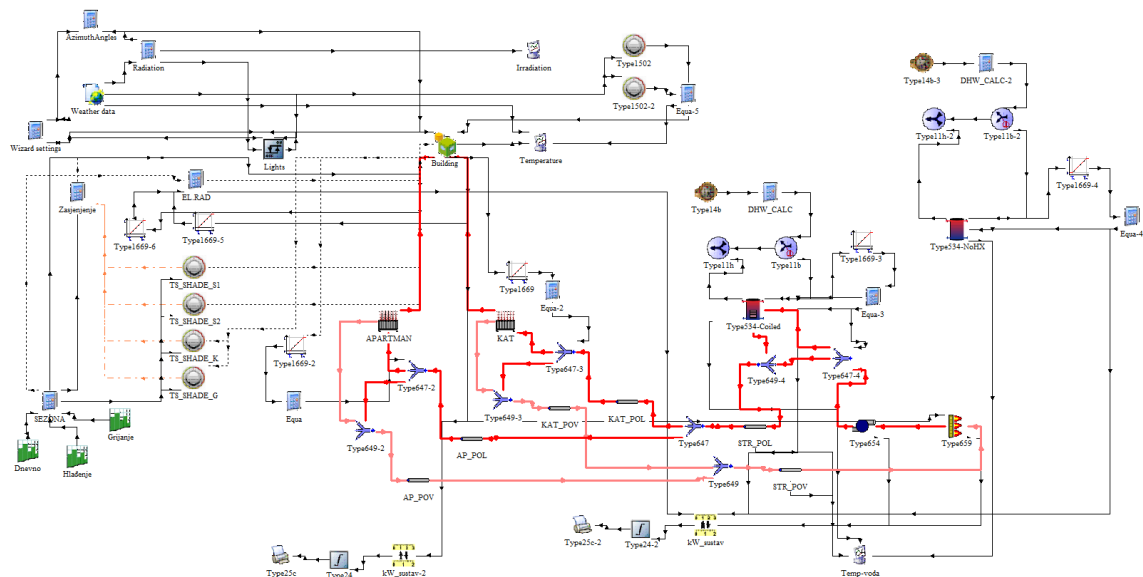 AzimuthAngles
Radiation
Irradiation
Type1502
Type14b-3
DHW_CALC-2
Weather data
Type1502-2
Equa-5
Type11h-2
Type11b-2
Wizard settings
Lights
Building
Temperature
Zasjenjenje
EL.RAD
Type14b
DHW_CALC
Type1669-4
Type1669-6
Type1669-5
Equa-4
Type534-NoHX
Type11h
Type11b
Type1669-3
TS_SHADE_S1
Type1669
Equa-2
Equa-3
TS_SHADE_S2
Type534-Coiled
APARTMAN
KAT
TS_SHADE_K
Type1669-2
Type647-2
Type647-3
Type649-4
Type647-4
TS_SHADE_G
SEZONA
Equa
Type649-3
KAT_POV
KAT_POL
Grijanje
Type649-2
AP_POL
Type647
STR_POL
Type654
Type659
Dnevno
Hlađenje
Type649
AP_POV
STR_POV
Type25c-2
Type24-2
kW_sustav
Type25c
Type24
kW_sustav-2
Temp-voda